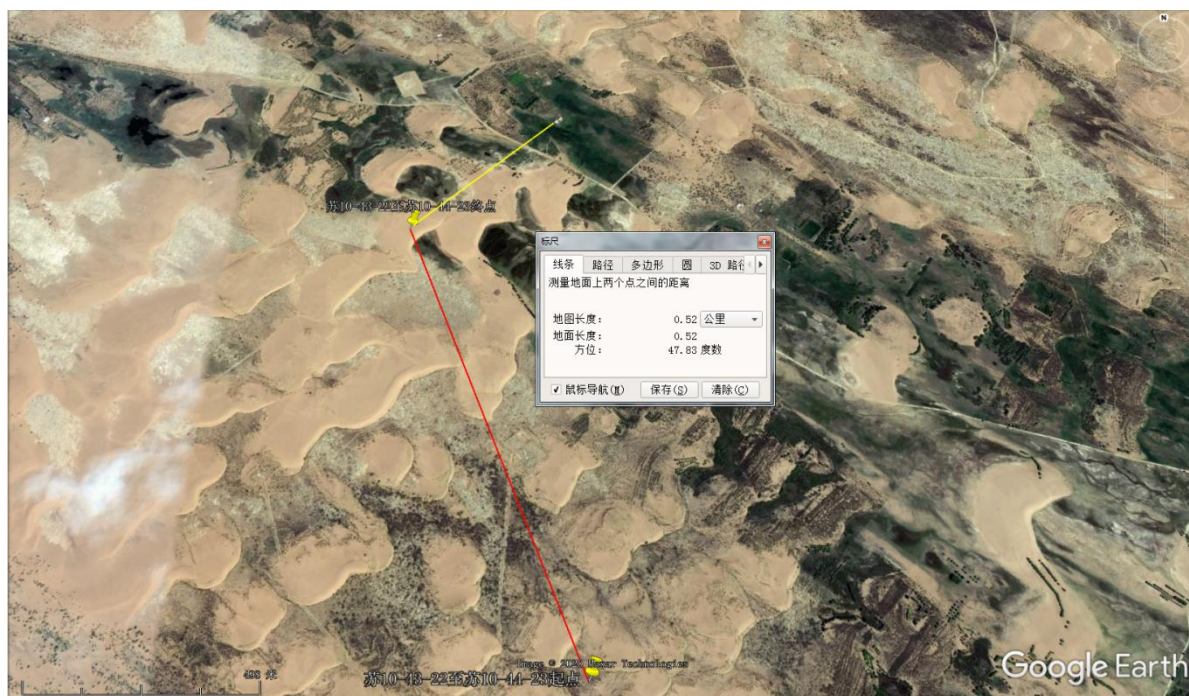 N
苏10-43-22至苏10-44-23终点
标尺
线条 路径 多边形 圆 3D 路径
测量地面上两个点之间的距离
地图长度: 0.52 公里
地面长度: 0.52
方位: 47.83 度数
鼠标导航(M) 保存(S) 清除(C)
Image © Maxar Technologies
米
苏10-43-22至苏10-44-23起点
Google Earth